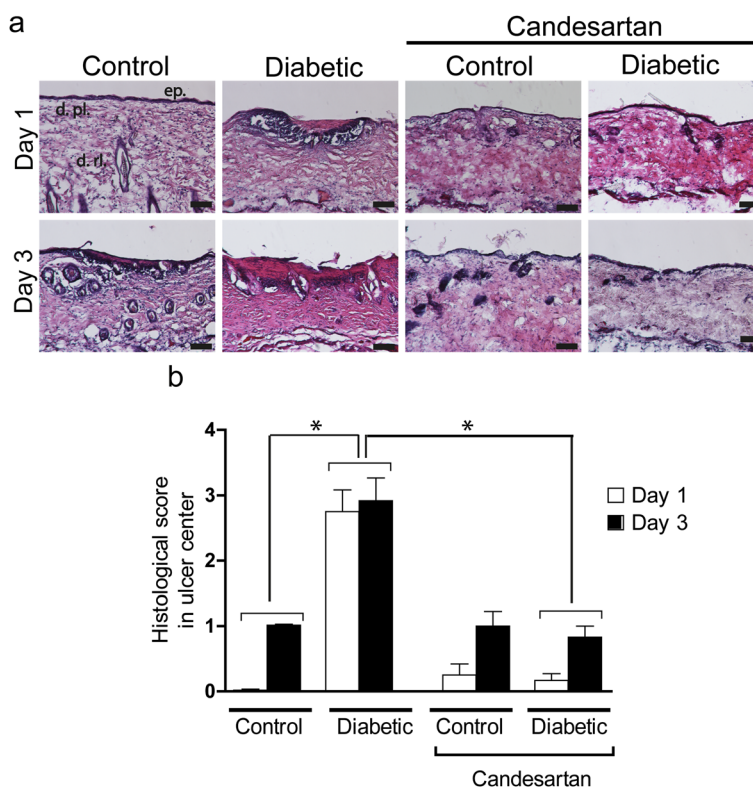 a
Candesartan
Control Diabetic Control Diabetic
Day 1
ep.
d. pl.
d. rl.
Day 3
b
* *
4
3
2
1
0
Histological score
in ulcer center
Day 1
Day 3
Control Diabetic Control Diabetic
Candesartan